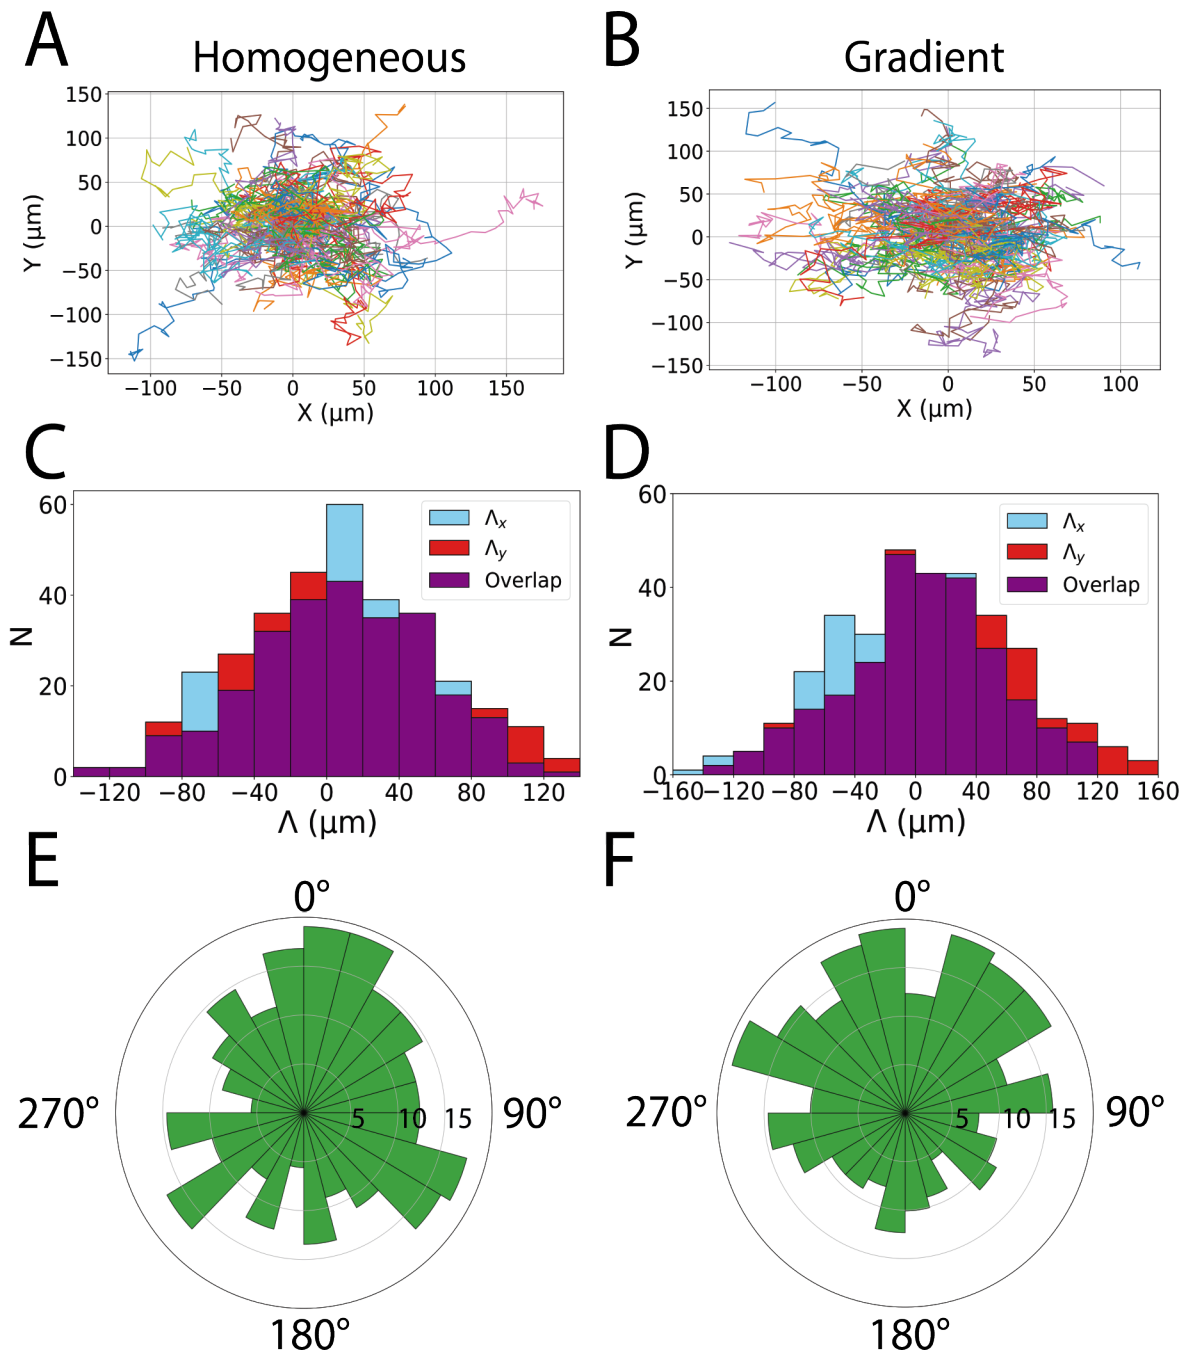 A
Homogeneous
150
100
50
0
−50
−100
−150
Y (μm)
−100 −50 0 50 100 150
X (μm)
B
Gradient
150
100
50
0
−50
−100
−150
Y (μm)
−100 −50 0 50 100
X (μm)
C
60
40
20
0
N
Λx
Λy
Overlap
−120 −80 −40 0 40 80 120
Λ (μm)
D
60
40
20
0
N
Λx
Λy
Overlap
−160 −120 −80 −40 0 40 80 120 160
Λ (μm)
E
0°
270° 5 10 15 90°
180°
F
0°
270° 5 10 15 90°
180°